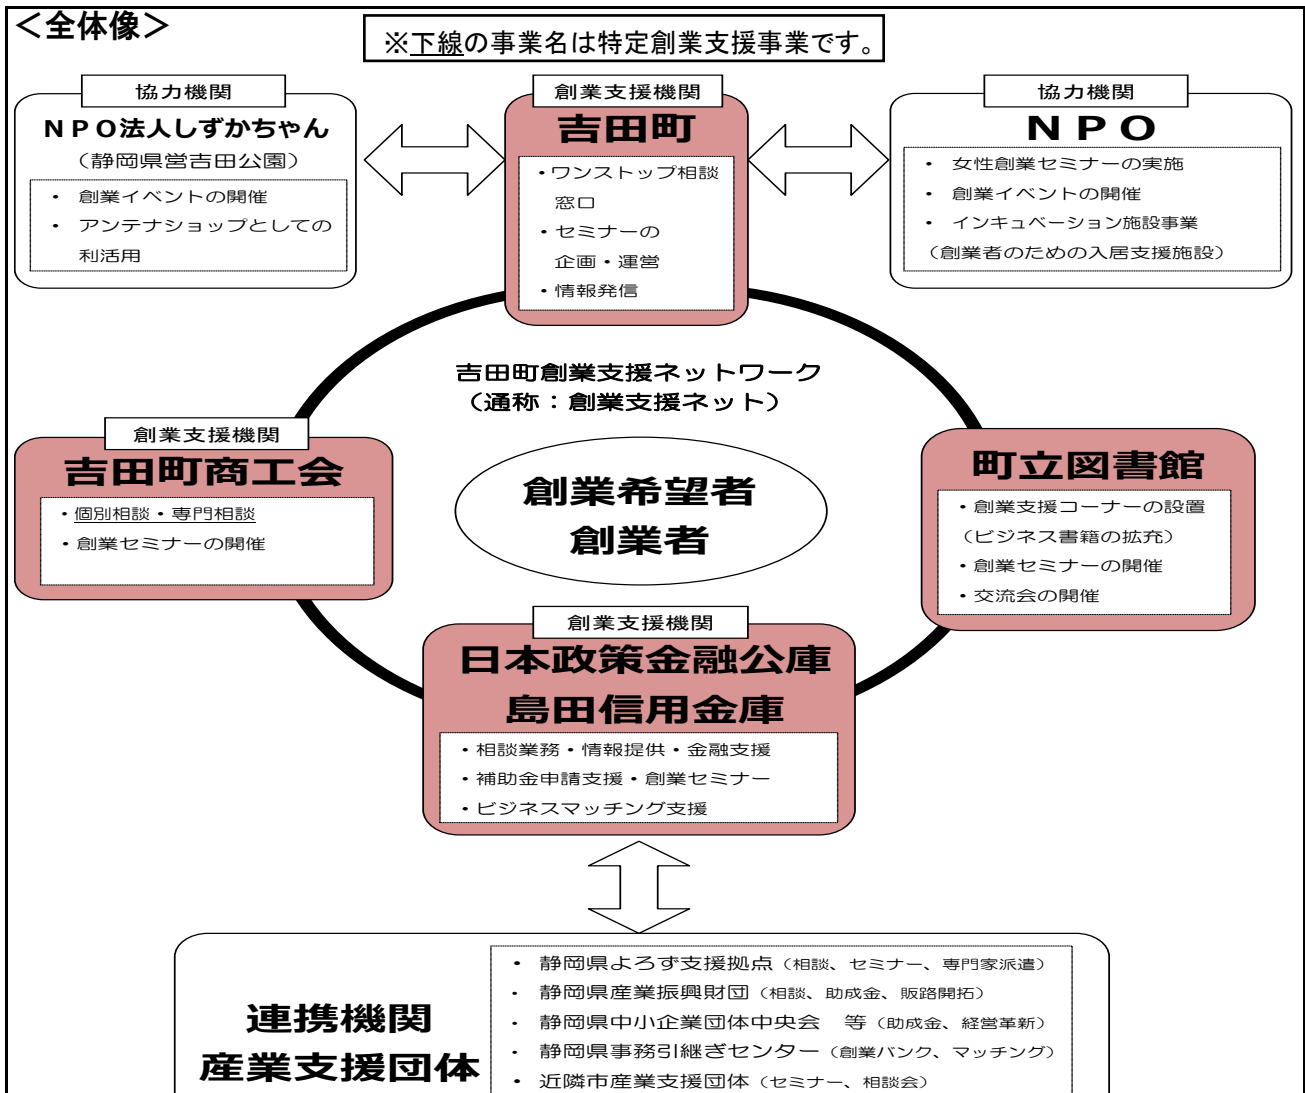 ＜全体像＞
※下線の事業名は特定創業支援事業です。
協力機関
ＮＰＯ法人しずかちゃん
（静岡県営吉田公園）
・ 創業イベントの開催
・ アンテナショップとしての
利活用
創業支援機関
吉田町
・ワンストップ相談
窓口
・セミナーの
企画・運営
・情報発信
協力機関
ＮＰＯ
・ 女性創業セミナーの実施
・ 創業イベントの開催
・ インキュベーション施設事業
（創業者のための入居支援施設）
吉田町創業支援ネットワーク
（通称：創業支援ネット）
創業支援機関
吉田町商工会
・個別相談・専門相談
・創業セミナーの開催
創業希望者
創業者
町立図書館
・創業支援コーナーの設置
（ビジネス書籍の拡充）
・創業セミナーの開催
・交流会の開催
創業支援機関
日本政策金融公庫
島田信用金庫
・相談業務・情報提供・金融支援
・補助金申請支援・創業セミナー
・ビジネスマッチング支援
連携機関
産業支援団体
・ 静岡県よろず支援拠点（相談、セミナー、専門家派遣）
・ 静岡県産業振興財団（相談、助成金、販路開拓）
・ 静岡県中小企業団体中央会　等（助成金、経営革新）
・ 静岡県事務引継ぎセンター（創業バンク、マッチング）
・ 近隣市産業支援団体（セミナー、相談会）